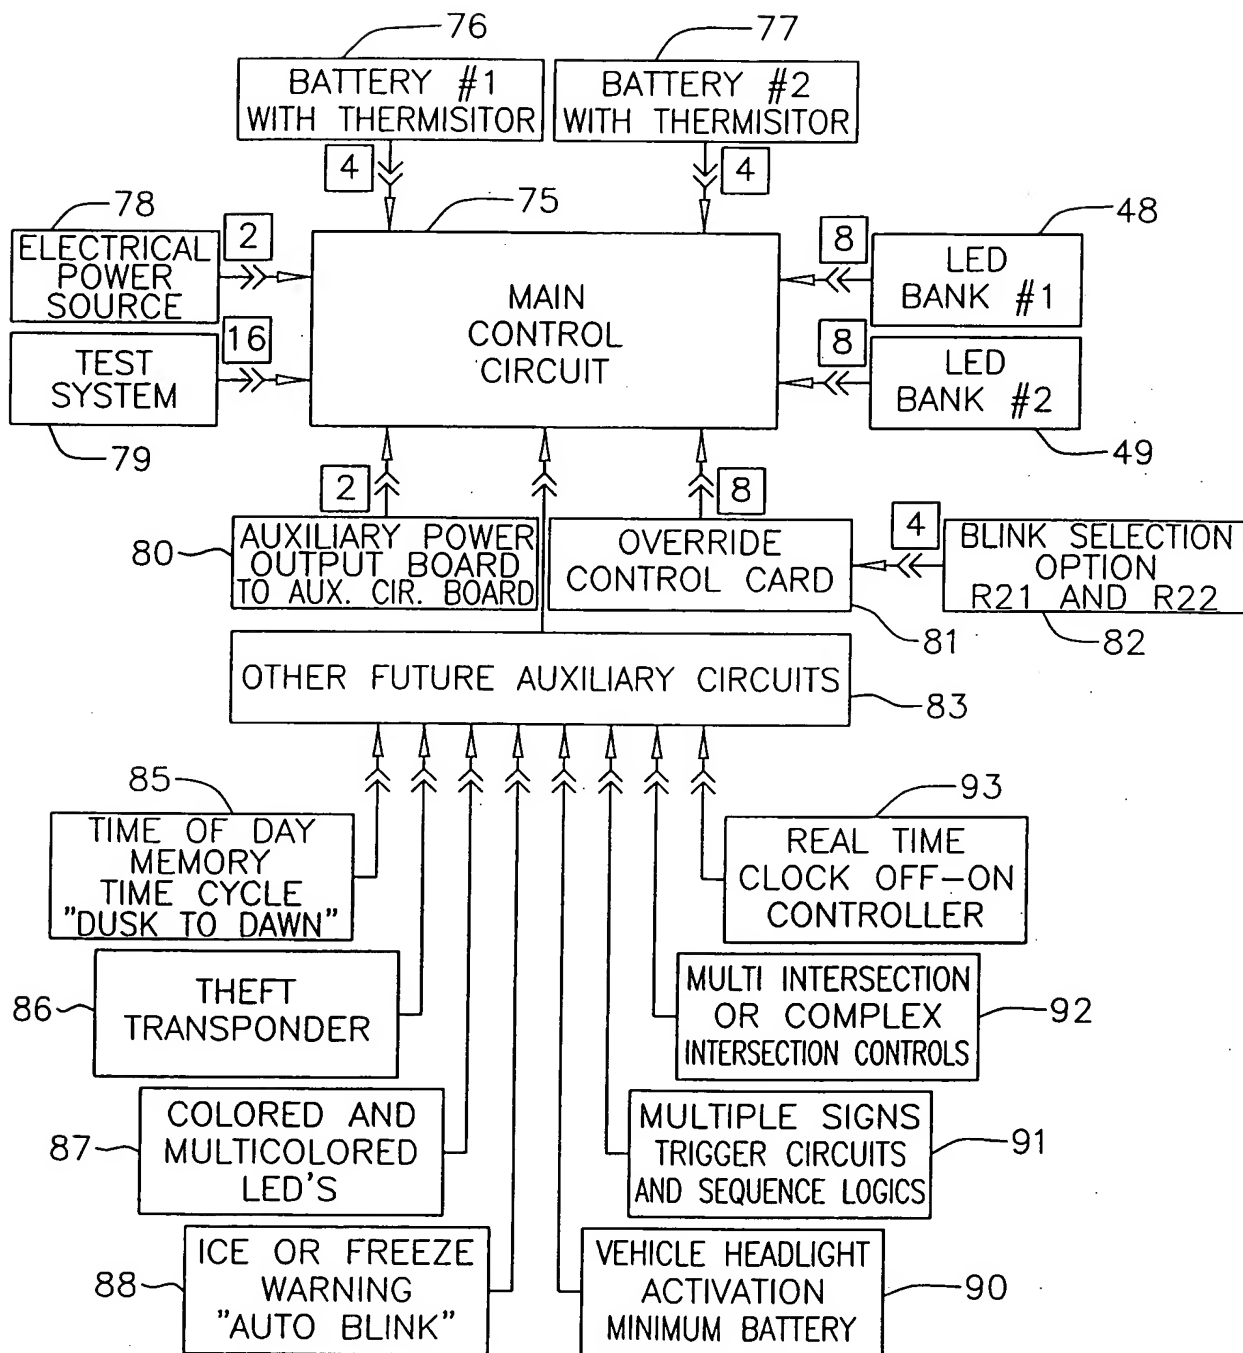 76
77
BATTERY #1
WITH THERMISITOR
BATTERY #2
WITH THERMISITOR
4
4
78
75
48
2
8
ELECTRICAL
POWER
SOURCE
LED
BANK #1
MAIN
CONTROL
CIRCUIT
16
8
TEST
SYSTEM
LED
BANK #2
79
49
2
8
4
80
AUXILIARY POWER
OUTPUT BOARD
TO AUX. CIR. BOARD
OVERRIDE
CONTROL CARD
BLINK SELECTION
OPTION
R21 AND R22
81
82
OTHER FUTURE AUXILIARY CIRCUITS
83
85
93
TIME OF DAY
MEMORY
TIME CYCLE
"DUSK TO DAWN"
REAL TIME
CLOCK OFF-ON
CONTROLLER
86
THEFT
TRANSPONDER
MULTI INTERSECTION
OR COMPLEX
INTERSECTION CONTROLS
92
87
COLORED AND
MULTICOLORED
LED'S
MULTIPLE SIGNS
TRIGGER CIRCUITS
AND SEQUENCE LOGICS
91
88
ICE OR FREEZE
WARNING
"AUTO BLINK"
VEHICLE HEADLIGHT
ACTIVATION
MINIMUM BATTERY
90